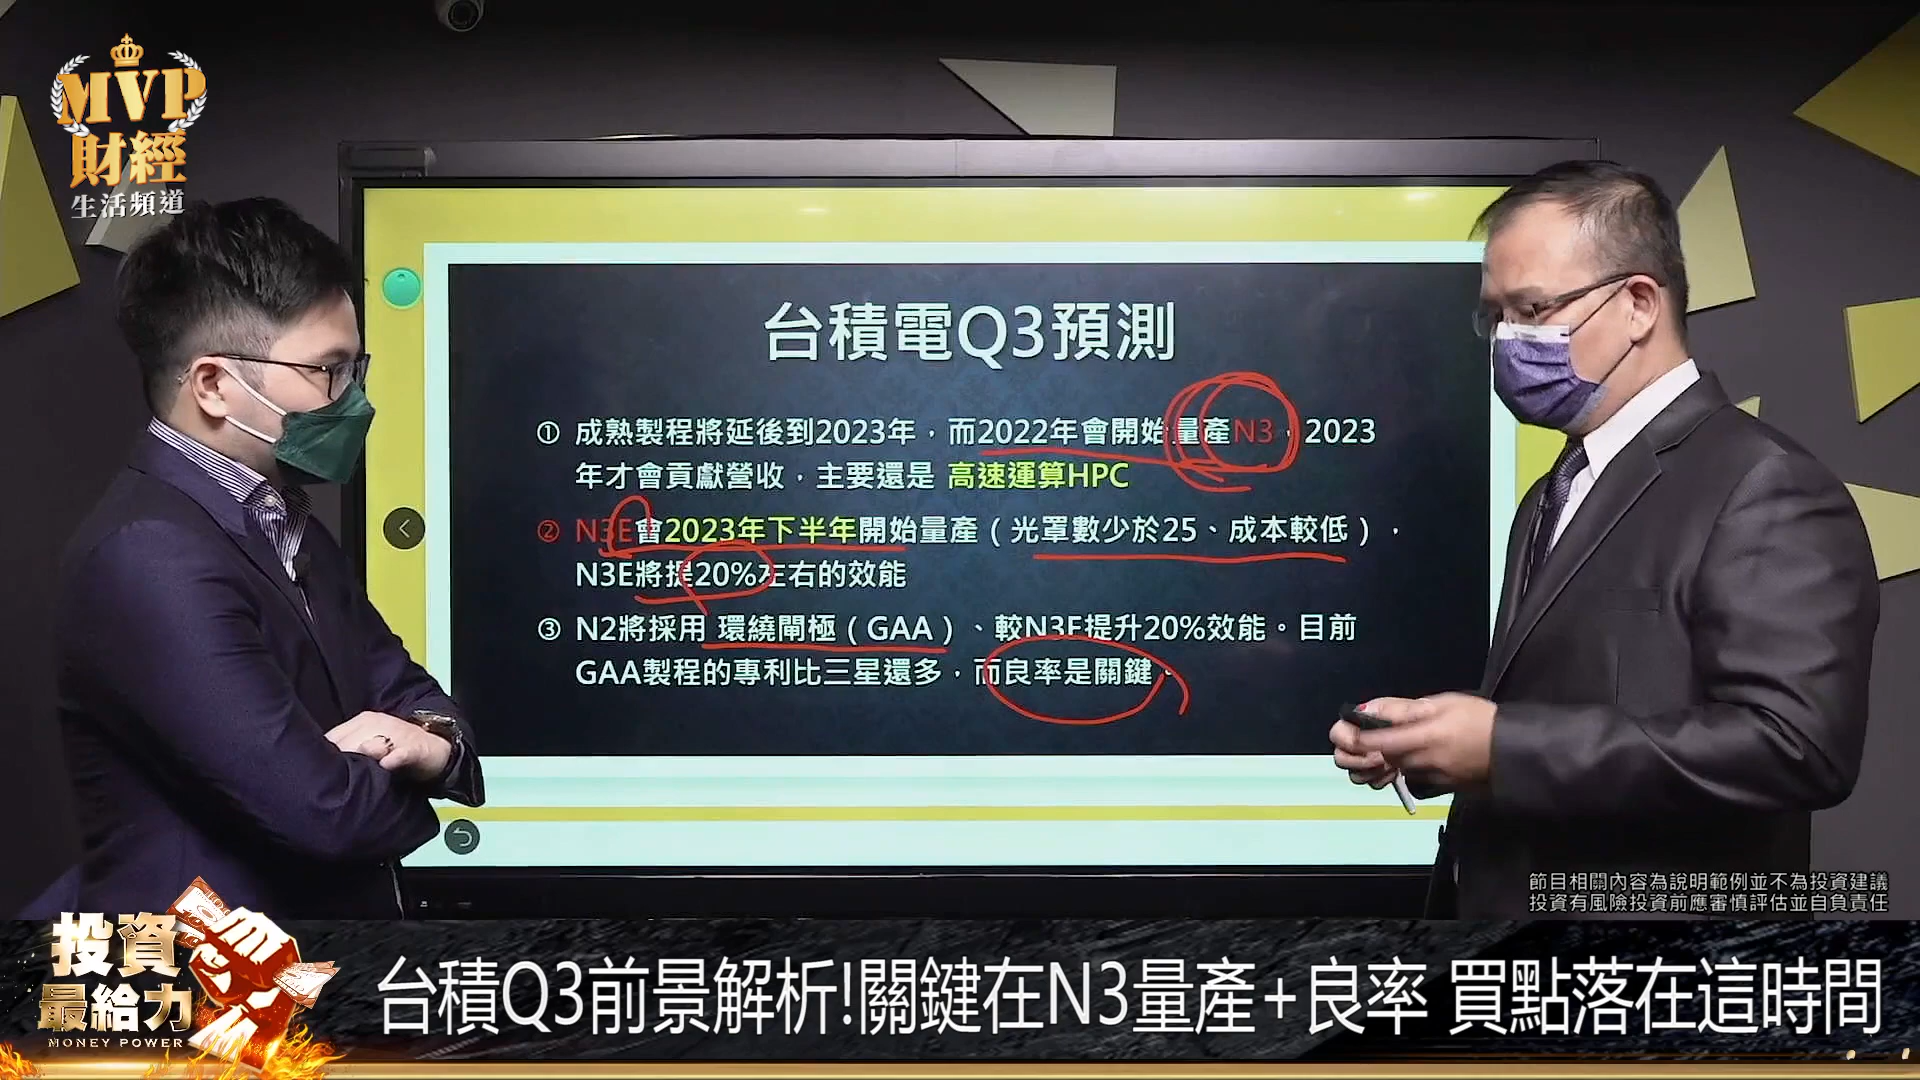 MVP
財經
生活頻道
台積電Q3預測
① 成熟製程將延後到2023年，而2022年會開始量產N3，2023
年才會貢獻營收，主要還是 高速運算HPC
② N3E會2023年下半年開始量產（光罩數少於25、成本較低），
N3E將提20%左右的效能
③ N2將採用 環繞閘極（GAA）、較N3E提升20%效能。目前
GAA製程的專利比三星還多，而良率是關鍵。
節目相關內容為說明範例並不為投資建議
投資有風險投資前應審慎評估並自負責任
投資
最給力
MONEY POWER
台積Q3前景解析!關鍵在N3量產+良率 買點落在這時間